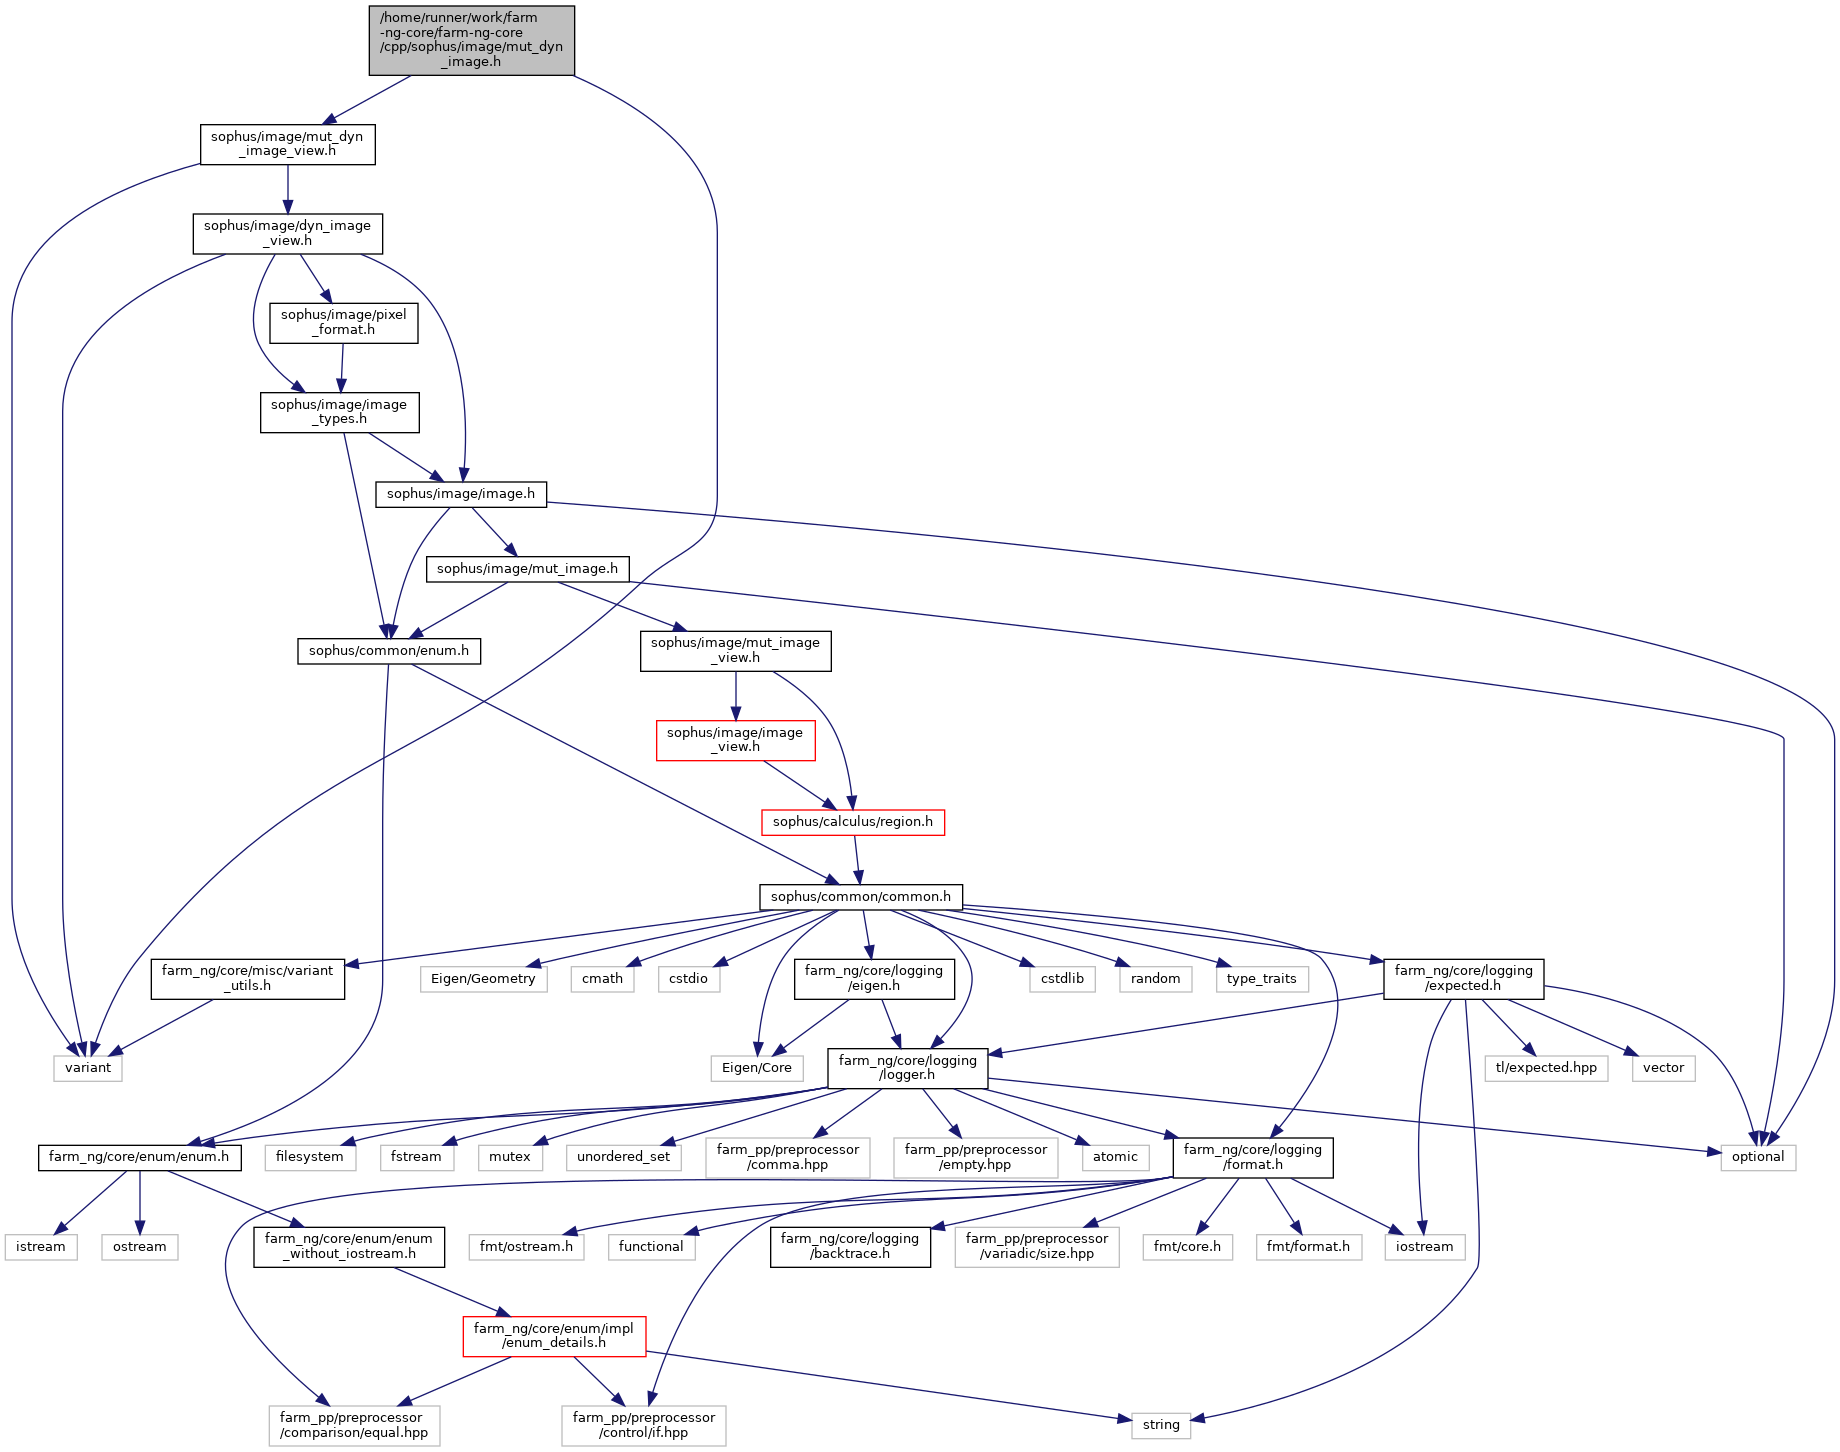 /home/runner/work/farm
-ng-core/farm-ng-core
/cpp/sophus/image/mut_dyn
_image.h
sophus/image/mut_dyn
_image_view.h
sophus/image/dyn_image
_view.h
sophus/image/pixel
_format.h
sophus/image/image
_types.h
sophus/image/image.h
sophus/image/mut_image.h
sophus/common/enum.h
sophus/image/mut_image
_view.h
sophus/image/image
_view.h
sophus/calculus/region.h
sophus/common/common.h
farm_ng/core/misc/variant
_utils.h
Eigen/Geometry
cmath
cstdio
farm_ng/core/logging
/eigen.h
cstdlib
random
type_traits
farm_ng/core/logging
/expected.h
variant
Eigen/Core
farm_ng/core/logging
/logger.h
tl/expected.hpp
vector
farm_ng/core/enum/enum.h
filesystem
fstream
mutex
unordered_set
farm_pp/preprocessor
/comma.hpp
farm_pp/preprocessor
/empty.hpp
atomic
farm_ng/core/logging
/format.h
optional
istream
ostream
farm_ng/core/enum/enum
_without_iostream.h
fmt/ostream.h
functional
farm_ng/core/logging
/backtrace.h
farm_pp/preprocessor
/variadic/size.hpp
fmt/core.h
fmt/format.h
iostream
farm_ng/core/enum/impl
/enum_details.h
farm_pp/preprocessor
/comparison/equal.hpp
farm_pp/preprocessor
/control/if.hpp
string